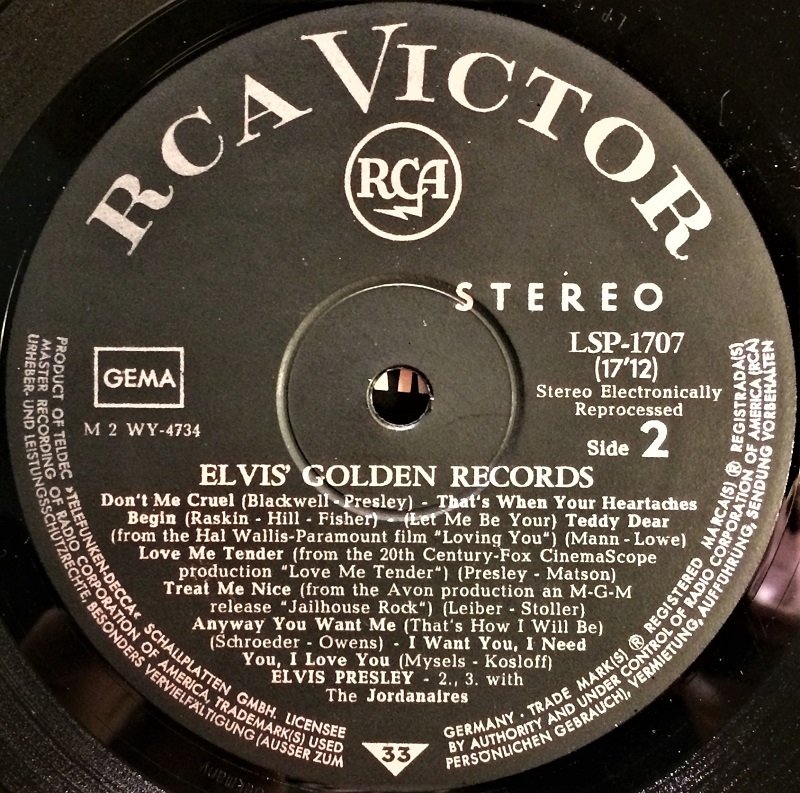 RCA VICTOR
RCA
STEREO
LSP-1707
(17'12)
Stereo Electronically
Reprocessed
Side 2
GEMA
M 2 WY-4734
ELVIS' GOLDEN RECORDS
Don't Me Cruel (Blackwell - Presley) - That's When Your Heartaches
Begin (Raskin - Hill - Fisher) - (Let Me Be Your) Teddy Dear
(from the Hal Wallis-Paramount film "Loving You") (Mann - Lowe)
Love Me Tender (from the 20th Century-Fox CinemaScope
production "Love Me Tender") (Presley - Matson)
Treat Me Nice (from the Avon production an M-G-M
release "Jailhouse Rock") (Leiber - Stoller)
Anyway You Want Me (That's How I Will Be)
(Schroeder - Owens) - I Want You, I Need
You, I Love You (Mysels - Kosloff)
ELVIS PRESLEY - 2., 3. with
The Jordanaires
33
PRODUCT OF TELDEC »TELEFUNKEN-DECCA« SCHALLPLATTEN GMBH, LICENSEE
MASTER RECORDING OF RADIO CORPORATION OF AMERICA, TRADEMARK(S) USED
URHEBER- UND LEISTUNGSSCHUTZRECHTE, BESONDERS VERVIELFÄLTIGUNG (AUSSER ZUM
GERMANY · TRADE MARK(S) ® REGISTERED MARCA(S) ® REGISTRADA(S)
BY AUTHORITY AND UNDER CONTROL OF RADIO CORPORATION OF AMERICA (RCA)
PERSÖNLICHEN GEBRAUCH), VERMIETUNG, AUFFÜHRUNG, SENDUNG VORBEHALTEN